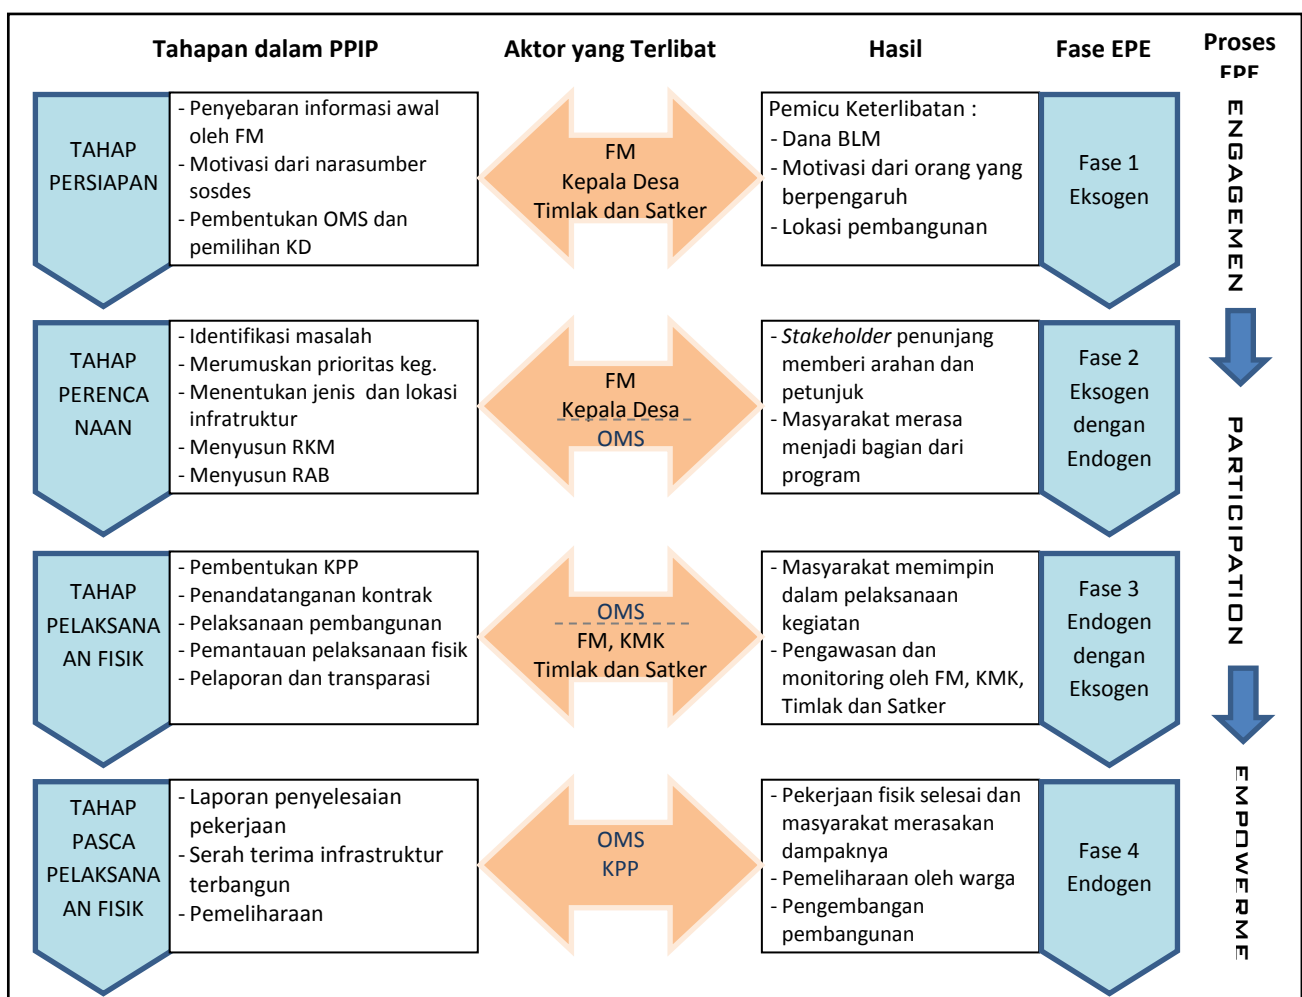 Tahapan dalam PPIP
Aktor yang Terlibat
Hasil
Fase EPE
Proses
EPE
TAHAP
PERSIAPAN
- Penyebaran informasi awal
oleh FM
- Motivasi dari narasumber
sosdes
- Pembentukan OMS dan
pemilihan KD
FM
Kepala Desa
Timlak dan Satker
Pemicu Keterlibatan :
- Dana BLM
- Motivasi dari orang yang
berpengaruh
- Lokasi pembangunan
Fase 1
Eksogen
ENGAGEMEN
TAHAP
PERENCA
NAAN
- Identifikasi masalah
- Merumuskan prioritas keg.
- Menentukan jenis dan lokasi
infratruktur
- Menyusun RKM
- Menyusun RAB
FM
Kepala Desa
OMS
- Stakeholder penunjang
memberi arahan dan
petunjuk
- Masyarakat merasa
menjadi bagian dari
program
Fase 2
Eksogen
dengan
Endogen
PARTICIPATION
TAHAP
PELAKSANA
AN FISIK
- Pembentukan KPP
- Penandatanganan kontrak
- Pelaksanaan pembangunan
- Pemantauan pelaksanaan fisik
- Pelaporan dan transparasi
OMS
FM, KMK
Timlak dan Satker
- Masyarakat memimpin
dalam pelaksanaan
kegiatan
- Pengawasan dan
monitoring oleh FM, KMK,
Timlak dan Satker
Fase 3
Endogen
dengan
Eksogen
TAHAP
PASCA
PELAKSANA
AN FISIK
- Laporan penyelesaian
pekerjaan
- Serah terima infrastruktur
terbangun
- Pemeliharaan
OMS
KPP
- Pekerjaan fisik selesai dan
masyarakat merasakan
dampaknya
- Pemeliharaan oleh warga
- Pengembangan
pembangunan
Fase 4
Endogen
EMPOWERME